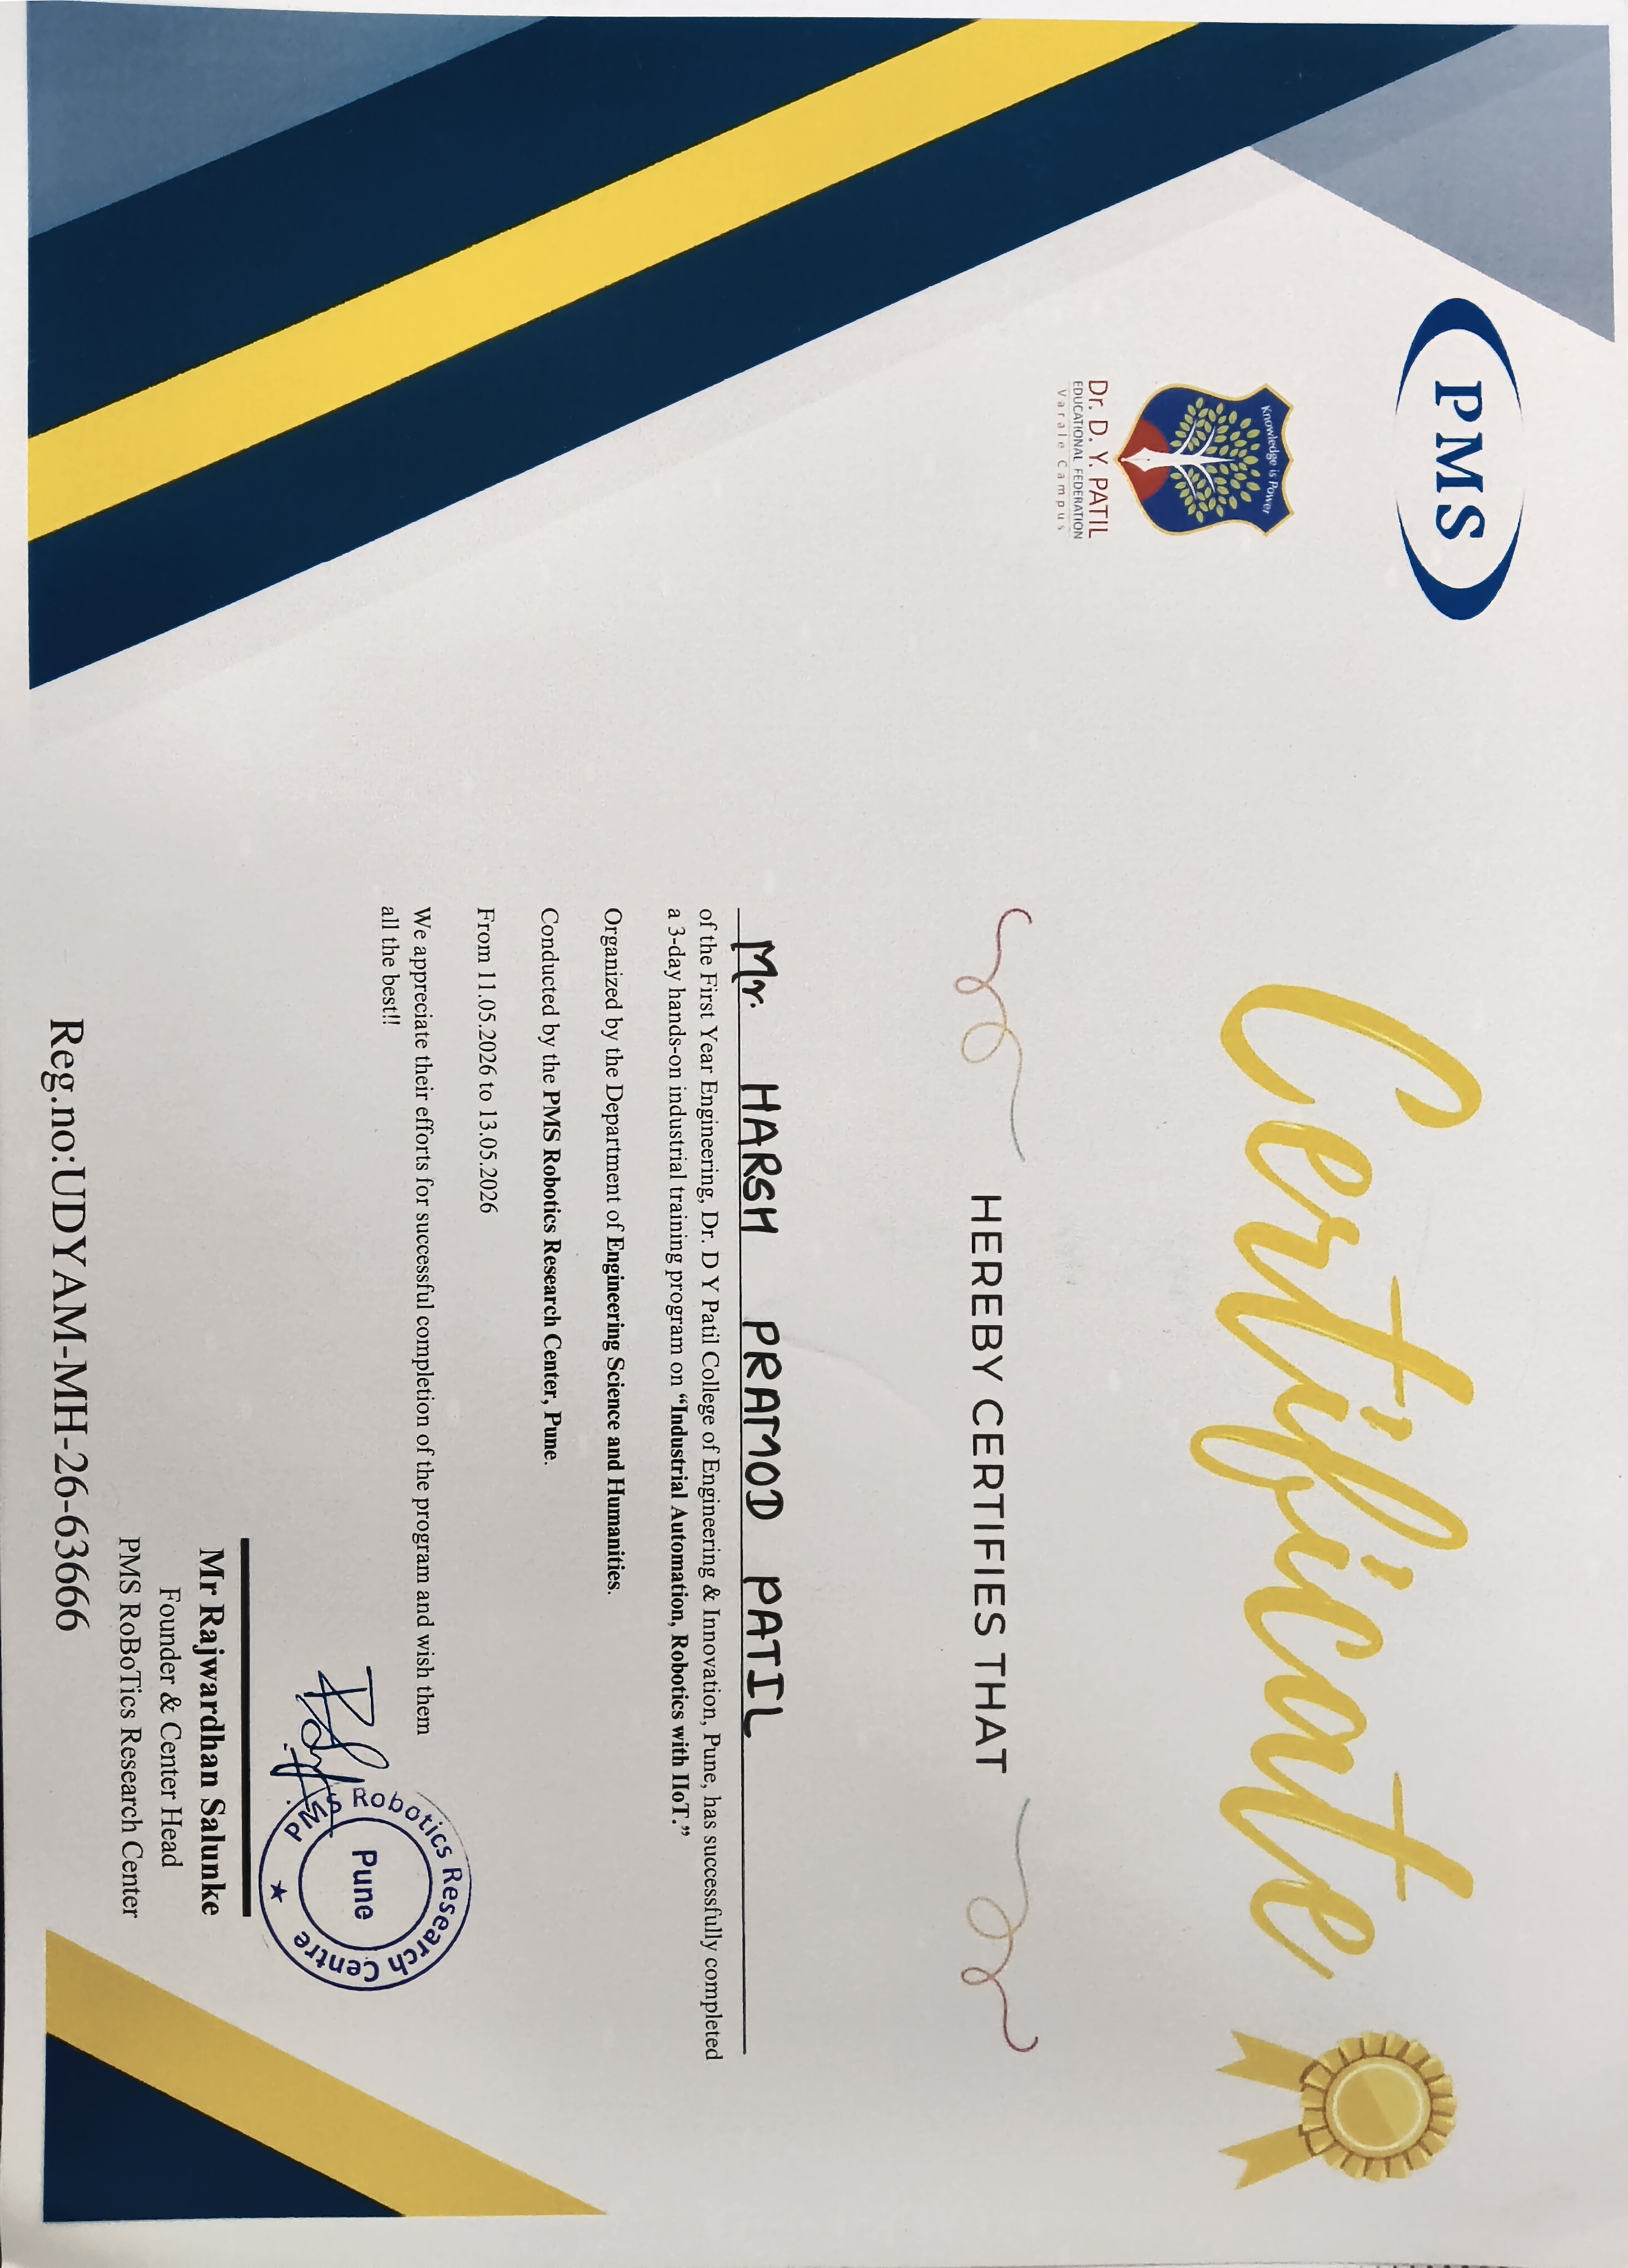 PMS
Knowledge is Power
Dr. D. Y. PATIL
EDUCATIONAL FEDERATION
Varale Campus
Certificate
HEREBY CERTIFIES THAT
Mr. HARSH PRAMOD PATIL
of the First Year Engineering, Dr. D Y Patil College of Engineering & Innovation, Pune, has successfully completed
a 3-day hands-on industrial training program on “Industrial Automation, Robotics with IIoT.”
Organized by the Department of Engineering Science and Humanities.
Conducted by the PMS Robotics Research Center, Pune.
From 11.05.2026 to 13.05.2026
We appreciate their efforts for successful completion of the program and wish them
all the best!!
PMS Robotics Research Centre
Pune
Mr Rajwardhan Salunke
Founder & Center Head
PMS RoBoTics Research Center
Reg.no:UDYAM-MH-26-63666